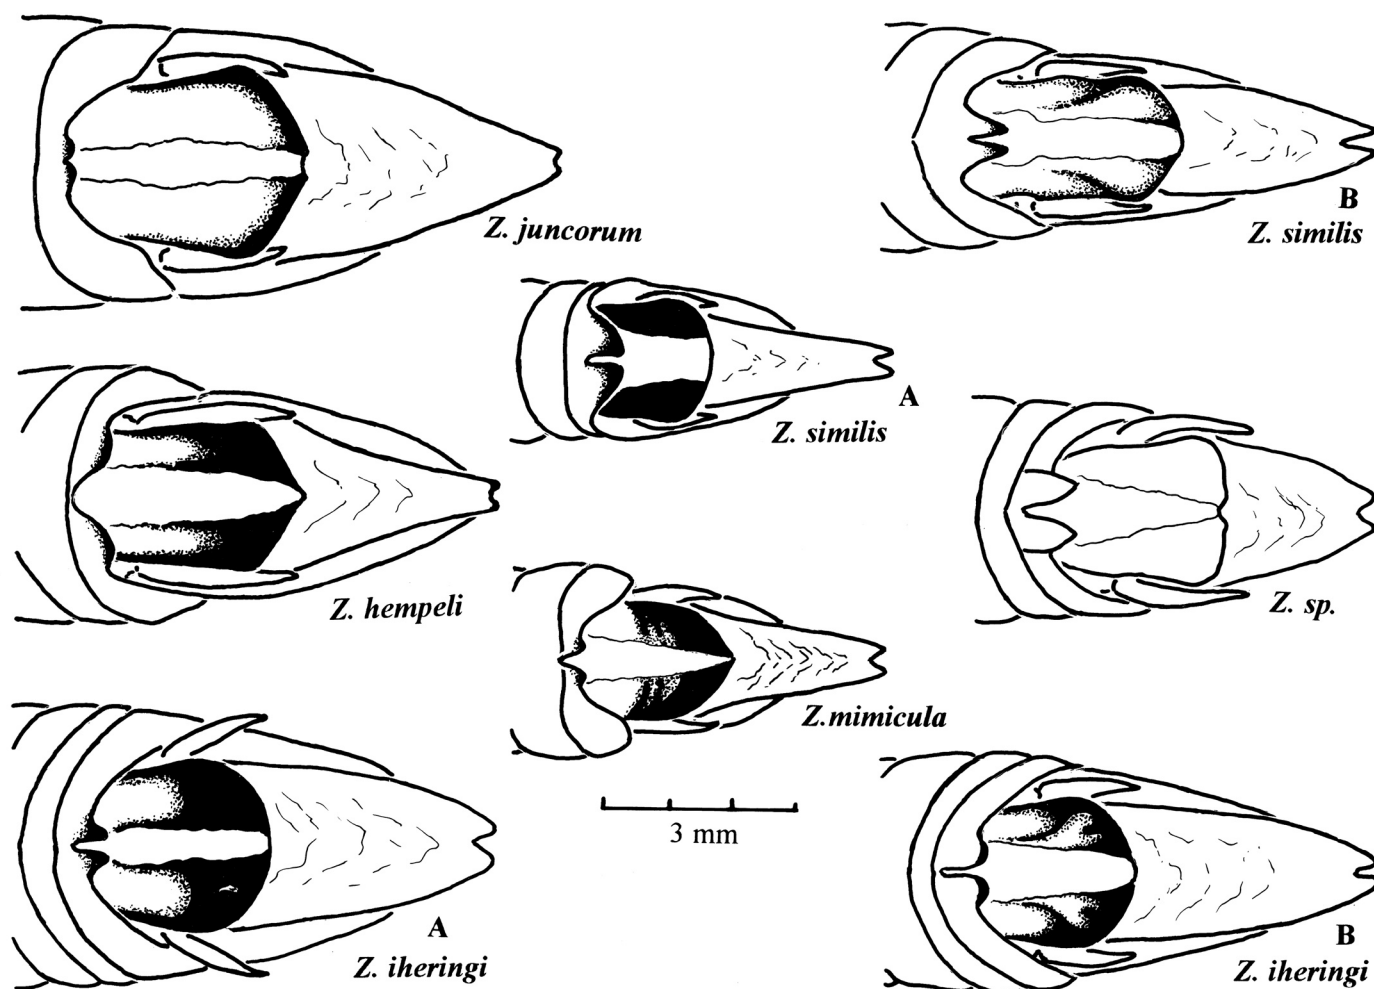 Z. juncorum
B
Z. similis
A
Z. similis
Z. hempeli
Z. sp.
Z.mimicula
3 mm
A
Z. iheringi
B
Z. iheringi